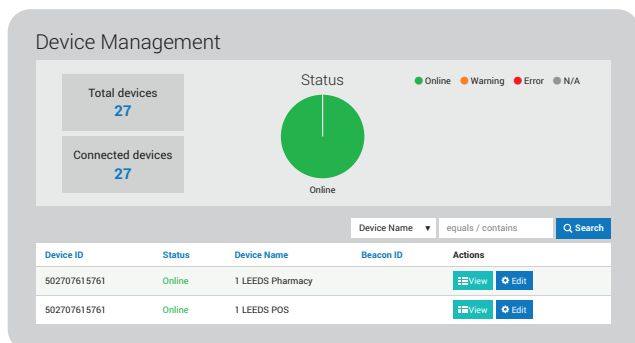 Device Management
Total devices
27
Connected devices
27
Status
Online Warning Error N/A
Online
Device Name equals / contains Search
Device ID Status Device Name Beacon ID Actions
502707615761 Online 1 LEEDS Pharmacy View Edit
502707615761 Online 1 LEEDS POS View Edit